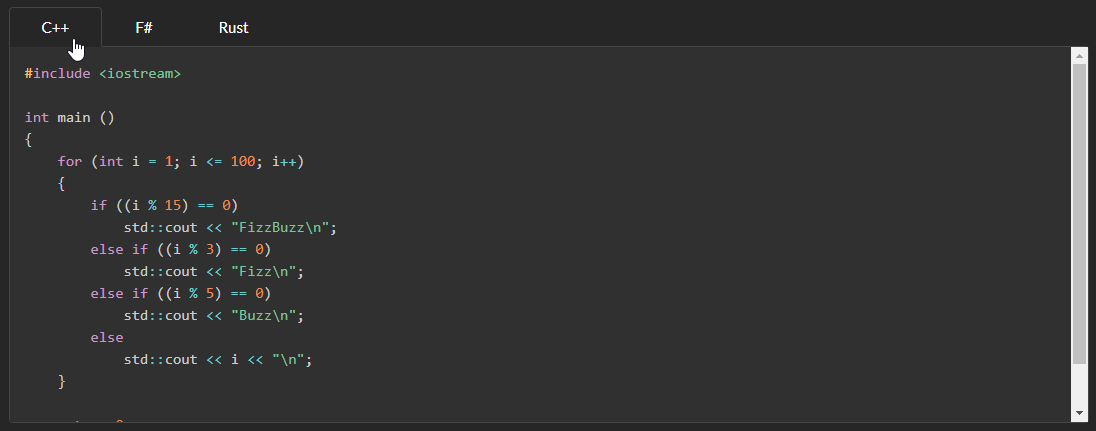 C++ F# Rust
#include <iostream>
int main ()
{
    for (int i = 1; i <= 100; i++)
    {
        if ((i % 15) == 0)
            std::cout << "FizzBuzz\n";
        else if ((i % 3) == 0)
            std::cout << "Fizz\n";
        else if ((i % 5) == 0)
            std::cout << "Buzz\n";
        else
            std::cout << i << "\n";
    }